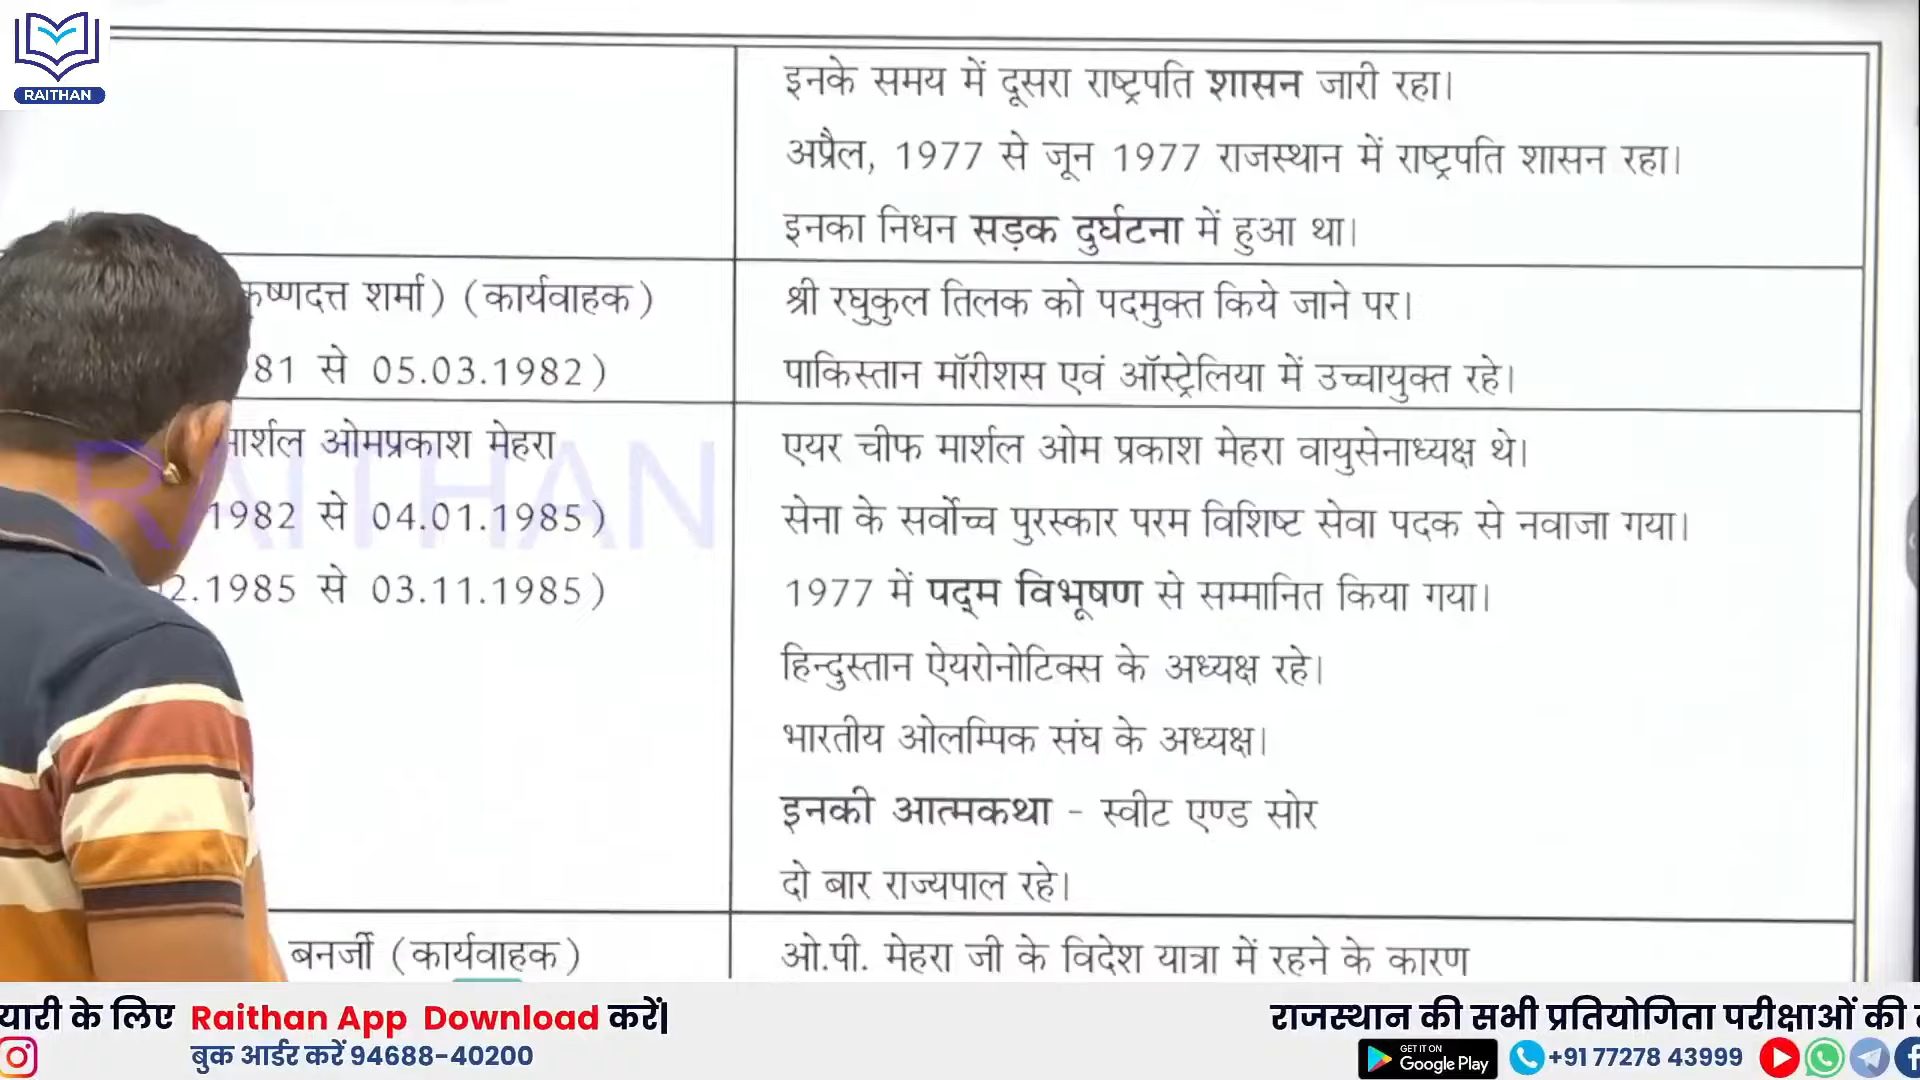 RAITHAN
इनके समय में दूसरा राष्ट्रपति शासन जारी रहा।
अप्रैल, 1977 से जून 1977 राजस्थान में राष्ट्रपति शासन रहा।
इनका निधन सड़क दुर्घटना में हुआ था।
शर्मा) (कार्यवाहक)
81 से 05.03.1982)
श्री रघुकुल तिलक को पदमुक्त किये जाने पर।
पाकिस्तान मॉरीशस एवं ऑस्ट्रेलिया में उच्चायुक्त रहे।
ओमप्रकाश मेहरा
1982 से 04.01.1985)
2.1985 से 03.11.1985)
RAITHAN
एयर चीफ मार्शल ओम प्रकाश मेहरा वायुसेनाध्यक्ष थे।
सेना के सर्वोच्च पुरस्कार परम विशिष्ट सेवा पदक से नवाजा गया।
1977 में पद्म विभूषण से सम्मानित किया गया।
हिन्दुस्तान ऐयरोनोटिक्स के अध्यक्ष रहे।
भारतीय ओलम्पिक संघ के अध्यक्ष।
इनकी आत्मकथा - स्वीट एण्ड सोर
दो बार राज्यपाल रहे।
बनर्जी (कार्यवाहक)
ओ.पी. मेहरा जी के विदेश यात्रा में रहने के कारण
यारी के लिए Raithan App Download करें|
बुक आर्डर करें 94688-40200
राजस्थान की सभी प्रतियोगिता परीक्षाओं की
GET IT ON
Google Play
+91 77278 43999